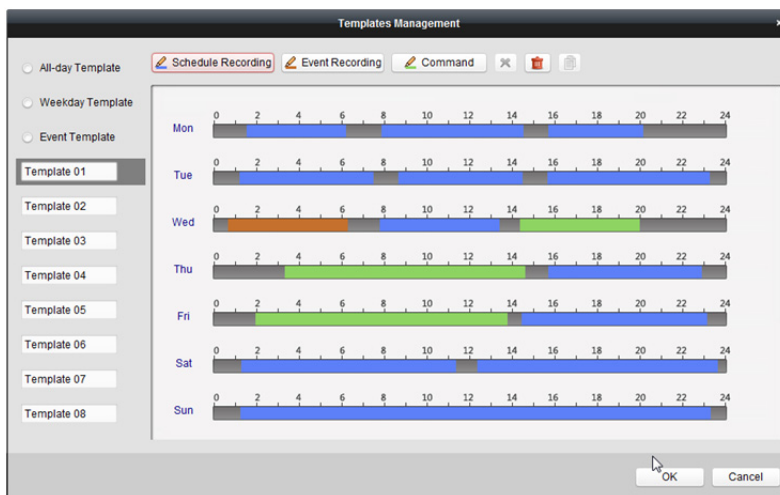 Templates Management
All-day Template
Weekday Template
Event Template
Template 01
Template 02
Template 03
Template 04
Template 05
Template 06
Template 07
Template 08
Schedule Recording Event Recording Command
0 2 4 6 8 10 12 14 16 18 20 22 24
Mon
0 2 4 6 8 10 12 14 16 18 20 22 24
Tue
0 2 4 6 8 10 12 14 16 18 20 22 24
Wed
0 2 4 6 8 10 12 14 16 18 20 22 24
Thu
0 2 4 6 8 10 12 14 16 18 20 22 24
Fri
0 2 4 6 8 10 12 14 16 18 20 22 24
Sat
0 2 4 6 8 10 12 14 16 18 20 22 24
Sun
OK Cancel